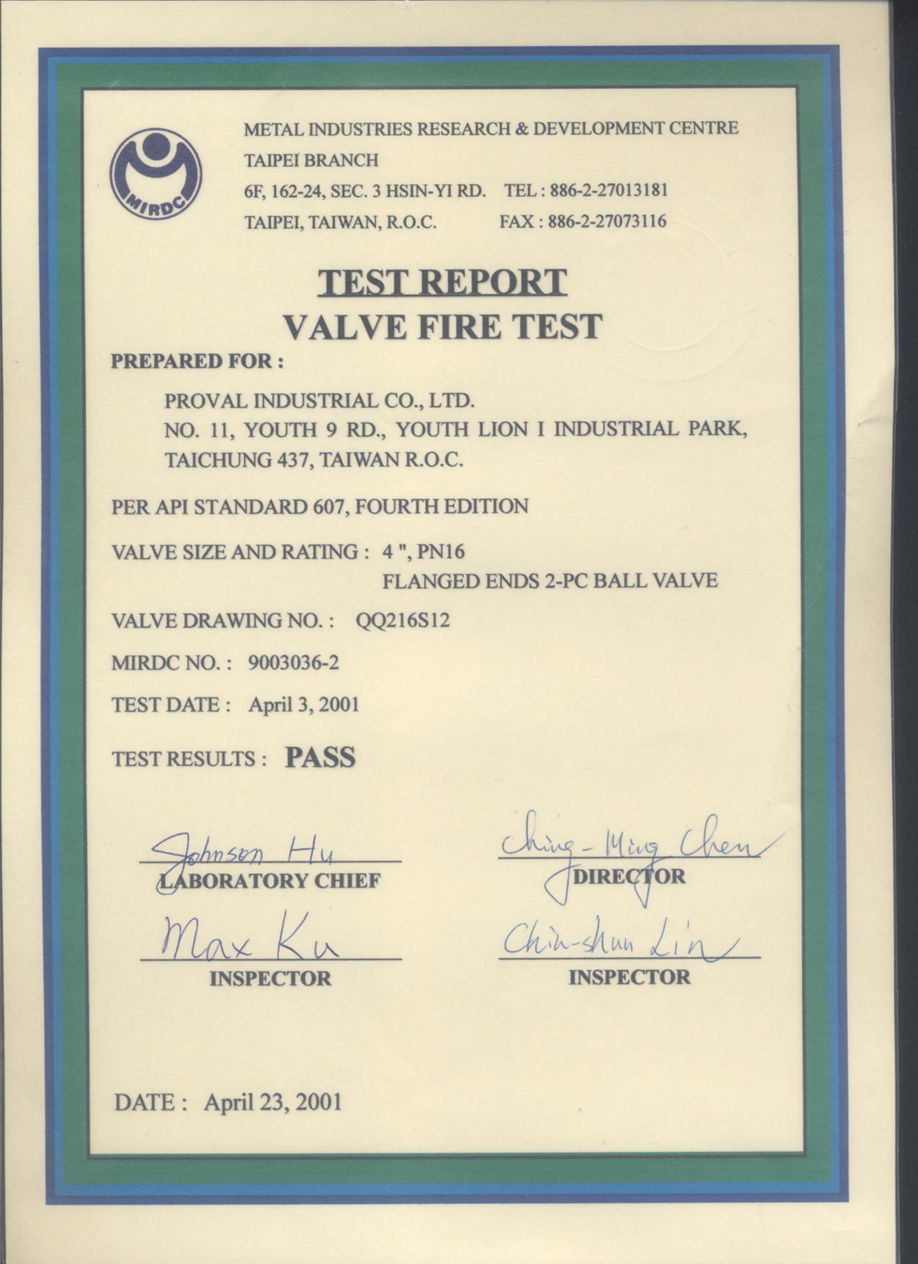 MIRDC
METAL INDUSTRIES RESEARCH & DEVELOPMENT CENTRE
TAIPEI BRANCH
6F, 162-24, SEC. 3 HSIN-YI RD. TEL : 886-2-27013181
TAIPEI, TAIWAN, R.O.C. FAX : 886-2-27073116
TEST REPORT
VALVE FIRE TEST
PREPARED FOR :
PROVAL INDUSTRIAL CO., LTD.
NO. 11, YOUTH 9 RD., YOUTH LION I INDUSTRIAL PARK,
TAICHUNG 437, TAIWAN R.O.C.
PER API STANDARD 607, FOURTH EDITION
VALVE SIZE AND RATING : 4 ", PN16
FLANGED ENDS 2-PC BALL VALVE
VALVE DRAWING NO. : QQ216S12
MIRDC NO. : 9003036-2
TEST DATE : April 3, 2001
TEST RESULTS : PASS
Johnson Hu Ching-Ming Chen
LABORATORY CHIEF DIRECTOR
Max Ku Chin-shun Lin
INSPECTOR INSPECTOR
DATE : April 23, 2001